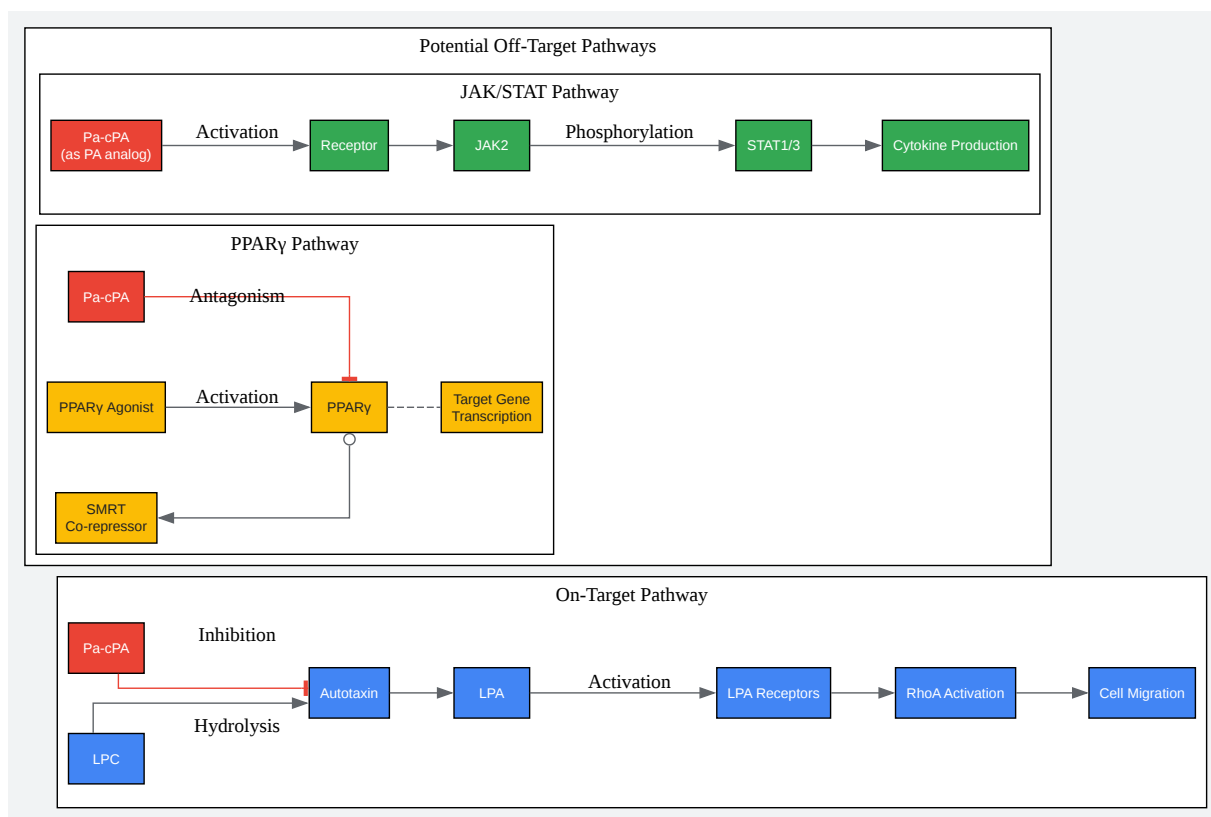 Potential Off-Target Pathways
JAK/STAT Pathway
Pa-cPA
(as PA analog)
Activation
Receptor
JAK2
Phosphorylation
STAT1/3
Cytokine Production
PPARγ Pathway
Pa-cPA
Antagonism
PPARγ Agonist
Activation
PPARγ
Target Gene
Transcription
SMRT
Co-repressor
On-Target Pathway
Pa-cPA
Inhibition
Autotaxin
LPA
Activation
LPA Receptors
RhoA Activation
Cell Migration
Hydrolysis
LPC